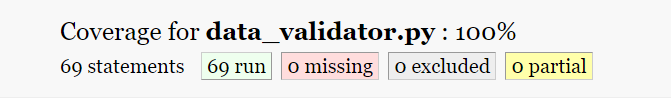 Coverage for data_validator.py : 100%
69 statements 69 run 0 missing 0 excluded 0 partial